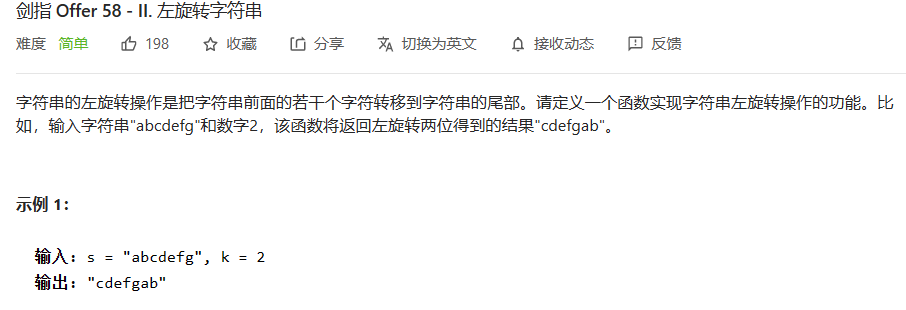 剑指 Offer 58 - II. 左旋转字符串
难度 简单 198 收藏 分享 切换为英文 接收动态 反馈
字符串的左旋转操作是把字符串前面的若干个字符转移到字符串的尾部。请定义一个函数实现字符串左旋转操作的功能。比
如，输入字符串"abcdefg"和数字2，该函数将返回左旋转两位得到的结果"cdefgab"。
示例 1：
输入：s = "abcdefg", k = 2
输出："cdefgab"